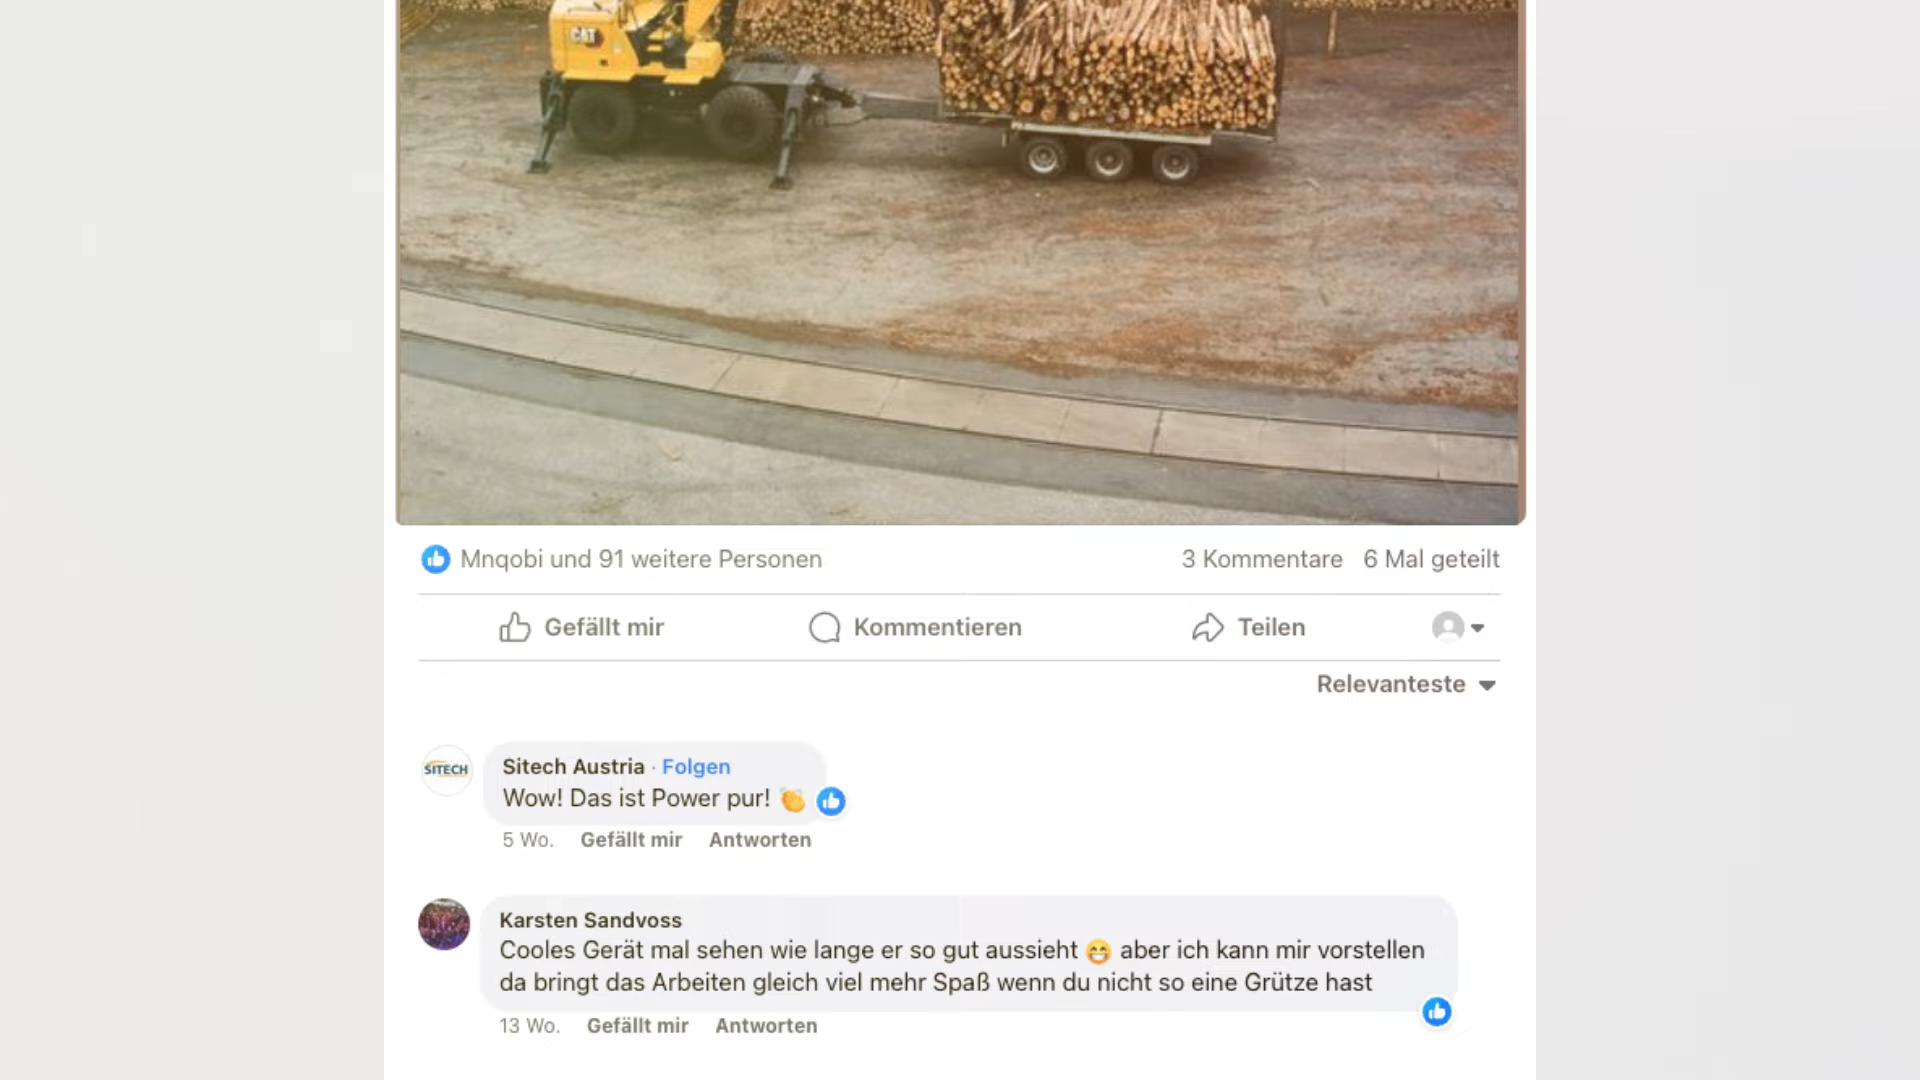 CAT
Mnqobi und 91 weitere Personen
3 Kommentare 6 Mal geteilt
Gefällt mir
Kommentieren
Teilen
Relevanteste
SITECH
Sitech Austria · Folgen
Wow! Das ist Power pur! 👏
5 Wo. Gefällt mir Antworten
Karsten Sandvoss
Cooles Gerät mal sehen wie lange er so gut aussieht 😁 aber ich kann mir vorstellen
da bringt das Arbeiten gleich viel mehr Spaß wenn du nicht so eine Grütze hast
13 Wo. Gefällt mir Antworten